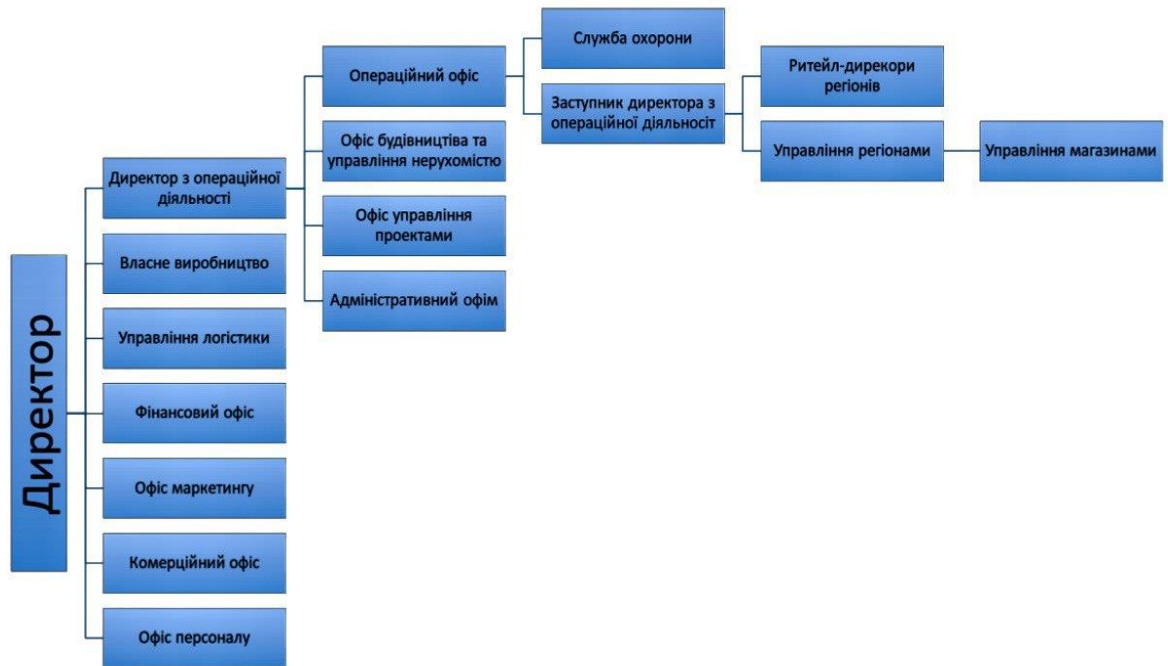 Директор
Директор з операційної
діяльності
Власне виробництво
Управління логістики
Фінансовий офіс
Офіс маркетингу
Комерційний офіс
Офіс персоналу
Операційний офіс
Офіс будівництіва та
управління нерухомістю
Офіс управління
проектами
Адміністративний офім
Служба охорони
Заступник директора з
операційної діяльносіт
Ритейл-дирекори
регіонів
Управління регіонами
Управління магазинами